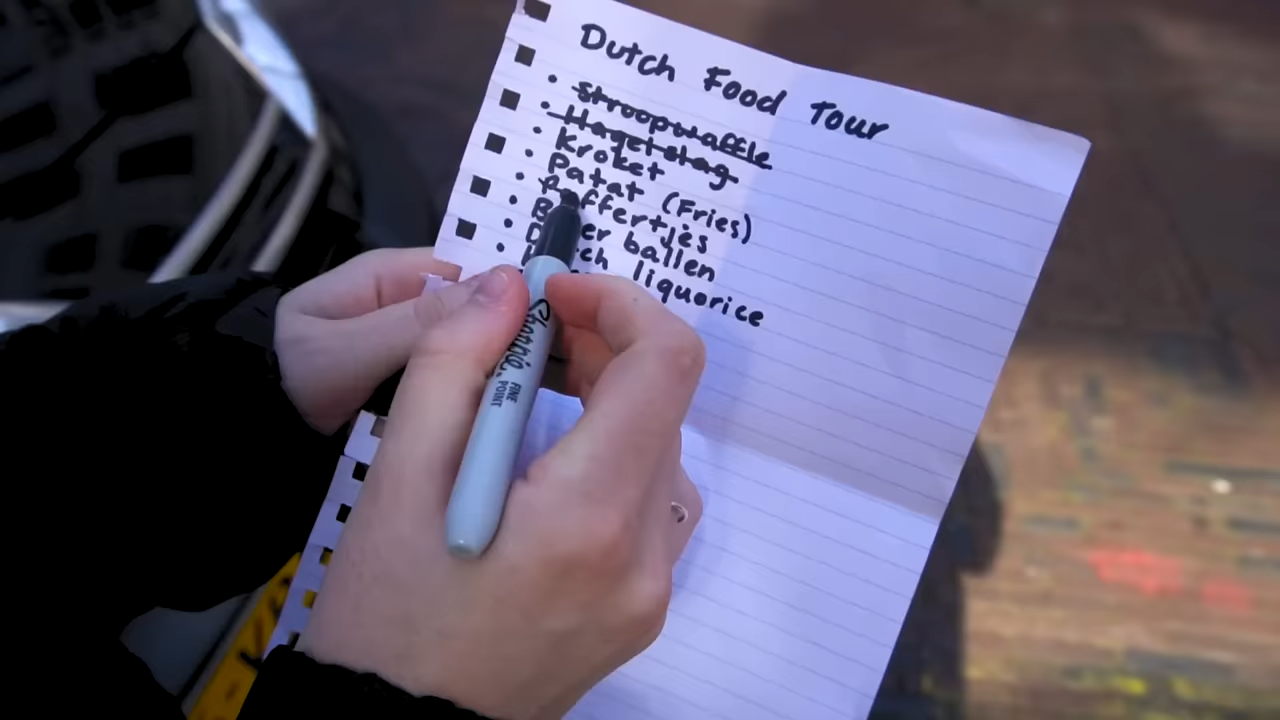 Dutch Food Tour
• stroopwaffle
• Hagelslag
• Kroket
• Patat (Fries)
• Poffertjes
ballen
liquorice
Sharpie
FINE
POINT